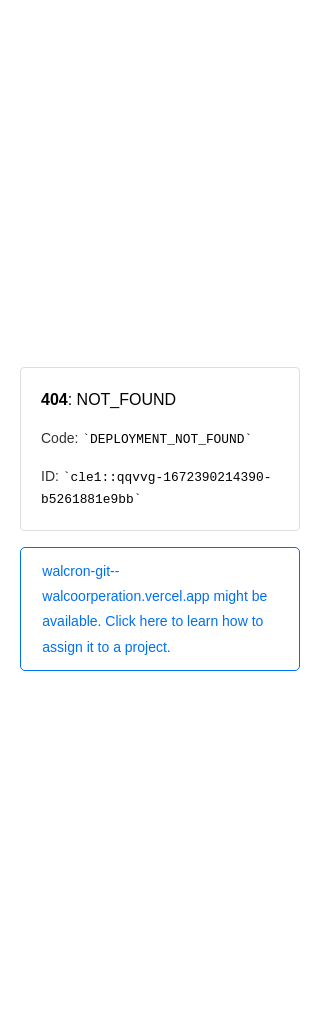 404: NOT_FOUND
Code: `DEPLOYMENT_NOT_FOUND`
ID: `cle1::qqvvg-1672390214390-
b5261881e9bb`
walcron-git--
walcoorperation.vercel.app might be
available. Click here to learn how to
assign it to a project.